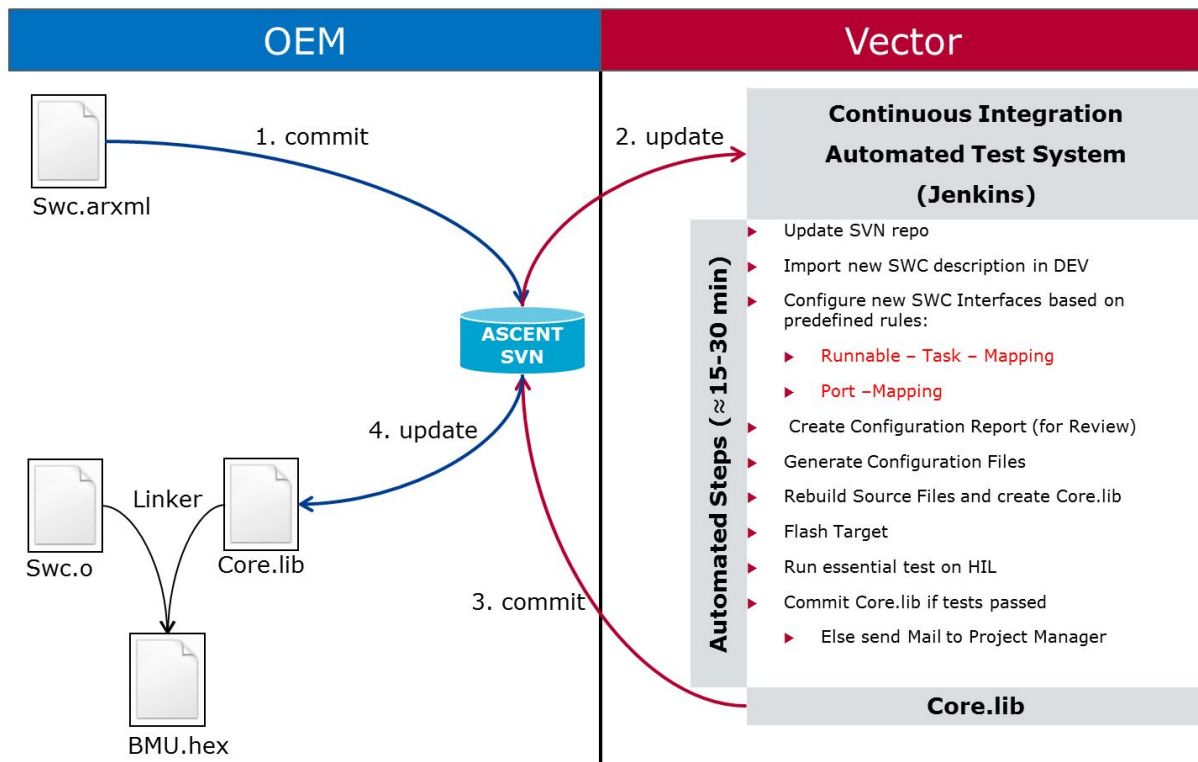 OEM
Vector
1. commit
Swc.arxml
2. update
ASCENT
SVN
4. update
Linker
Swc.o
Core.lib
3. commit
BMU.hex
Continuous Integration
Automated Test System
(Jenkins)
Automated Steps (≈15-30 min)
Update SVN repo
Import new SWC description in DEV
Configure new SWC Interfaces based on
predefined rules:
Runnable – Task – Mapping
Port –Mapping
Create Configuration Report (for Review)
Generate Configuration Files
Rebuild Source Files and create Core.lib
Flash Target
Run essential test on HIL
Commit Core.lib if tests passed
Else send Mail to Project Manager
Core.lib